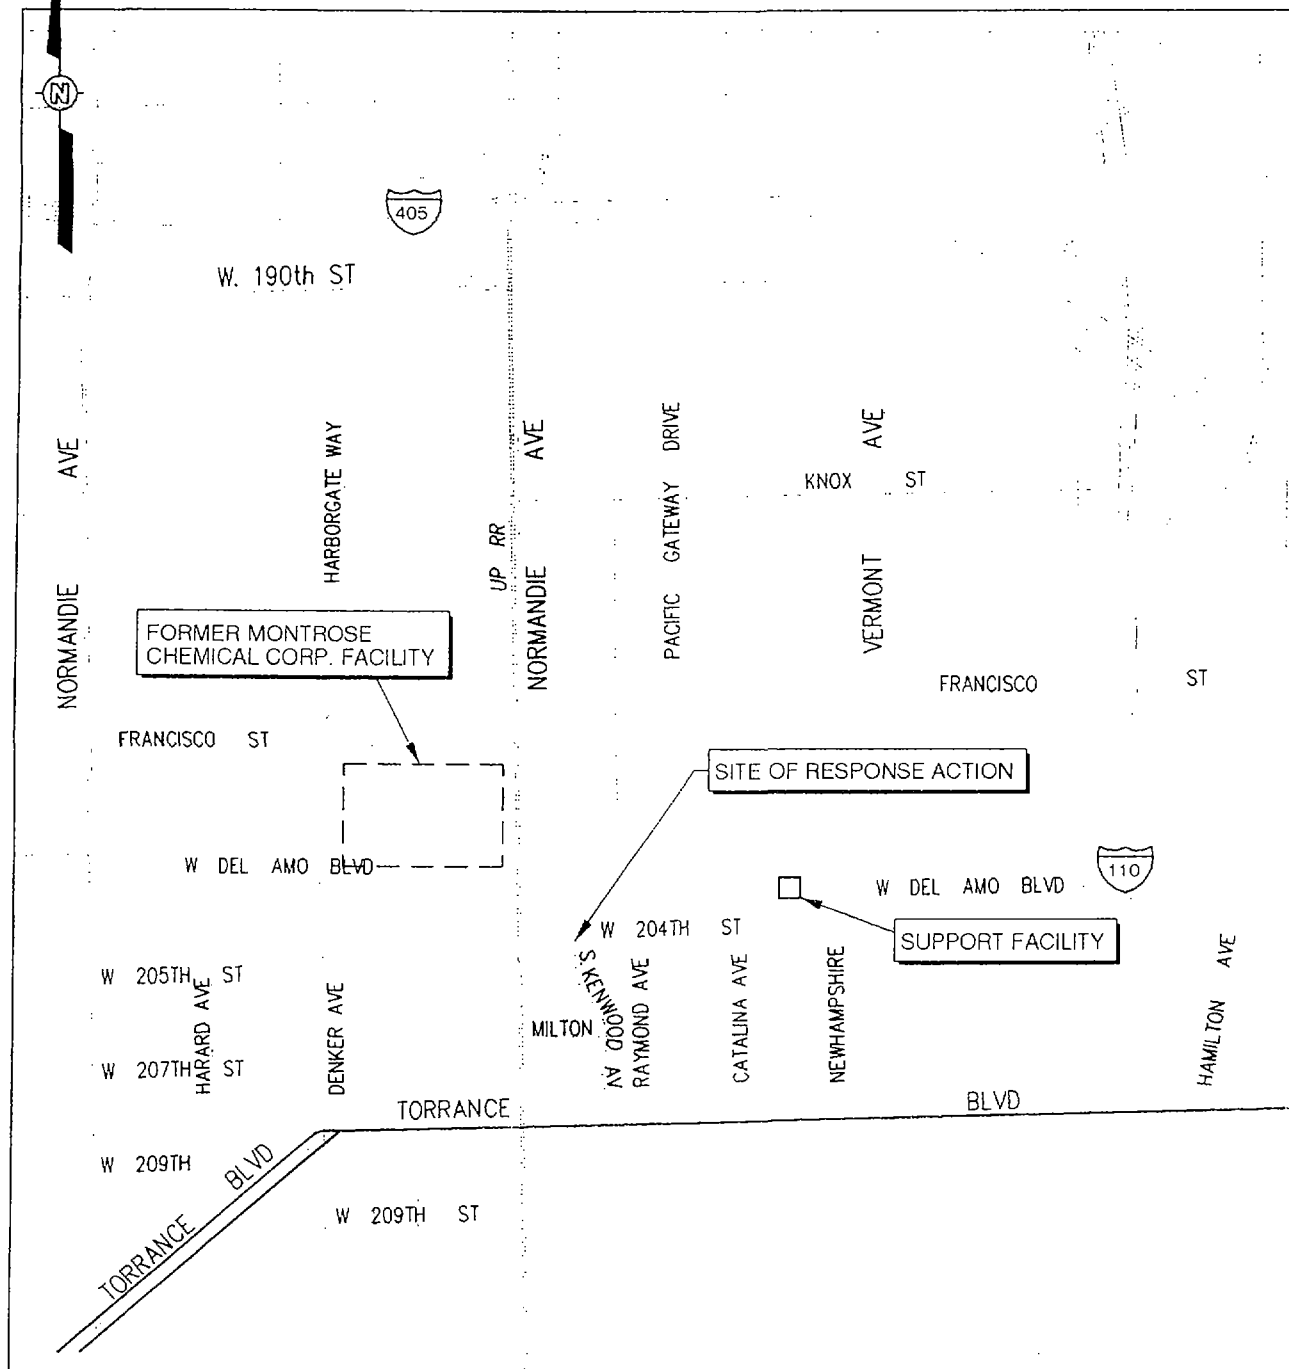 N
405
W. 190th ST
NORMANDIE AVE
HARBORGATE WAY
UP RR
NORMANDIE AVE
PACIFIC GATEWAY DRIVE
VERMONT AVE
KNOX ST
FORMER MONTROSE
CHEMICAL CORP. FACILITY
FRANCISCO ST
FRANCISCO ST
SITE OF RESPONSE ACTION
W DEL AMO BLVD
W DEL AMO BLVD
110
SUPPORT FACILITY
W 204TH ST
W 205TH ST
HARARD AVE
DENKER AVE
S. KENWOOD AV
MILTON
RAYMOND AVE
CATALINA AVE
NEWHAMPSHIRE
HAMILTON AVE
W 207TH ST
TORRANCE BLVD
W 209TH
TORRANCE BLVD
W 209TH ST